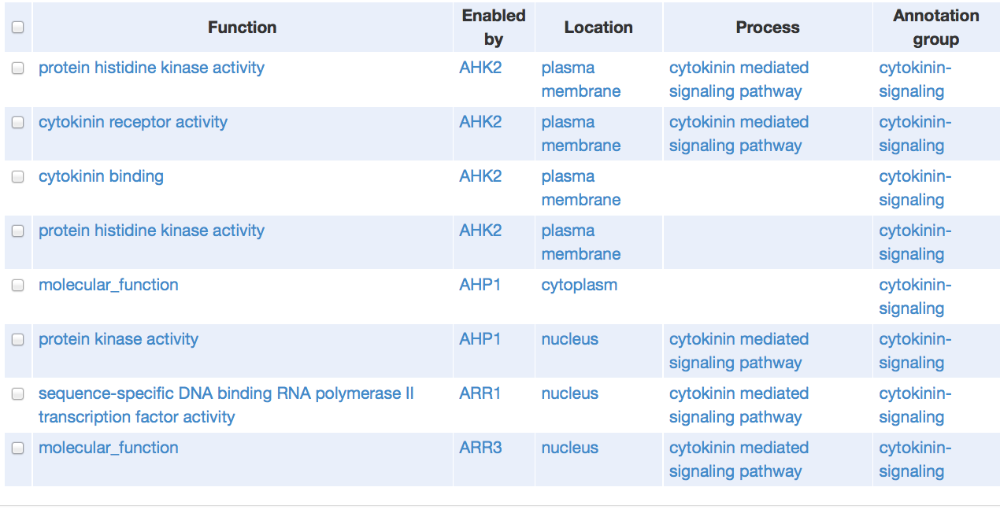 Function Enabled by Location Process Annotation group
protein histidine kinase activity AHK2 plasma membrane cytokinin mediated signaling pathway cytokinin-signaling
cytokinin receptor activity AHK2 plasma membrane cytokinin mediated signaling pathway cytokinin-signaling
cytokinin binding AHK2 plasma membrane cytokinin-signaling
protein histidine kinase activity AHK2 plasma membrane cytokinin-signaling
molecular_function AHP1 cytoplasm cytokinin-signaling
protein kinase activity AHP1 nucleus cytokinin mediated signaling pathway cytokinin-signaling
sequence-specific DNA binding RNA polymerase II transcription factor activity ARR1 nucleus cytokinin mediated signaling pathway cytokinin-signaling
molecular_function ARR3 nucleus cytokinin mediated signaling pathway cytokinin-signaling